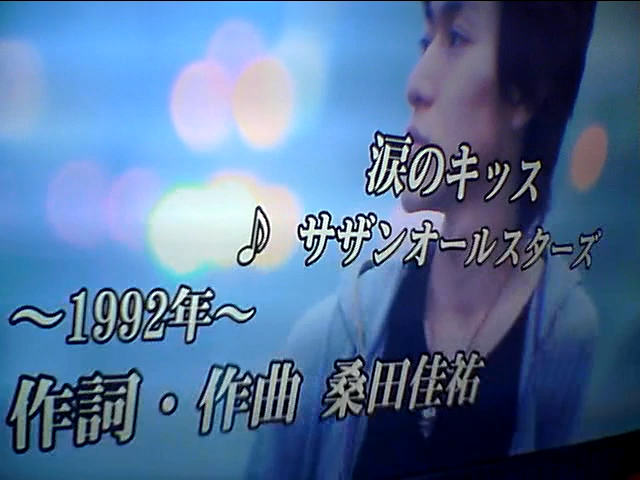 涙のキッス
♪ サザンオールスターズ
～1992年～
作詞・作曲 桑田佳祐